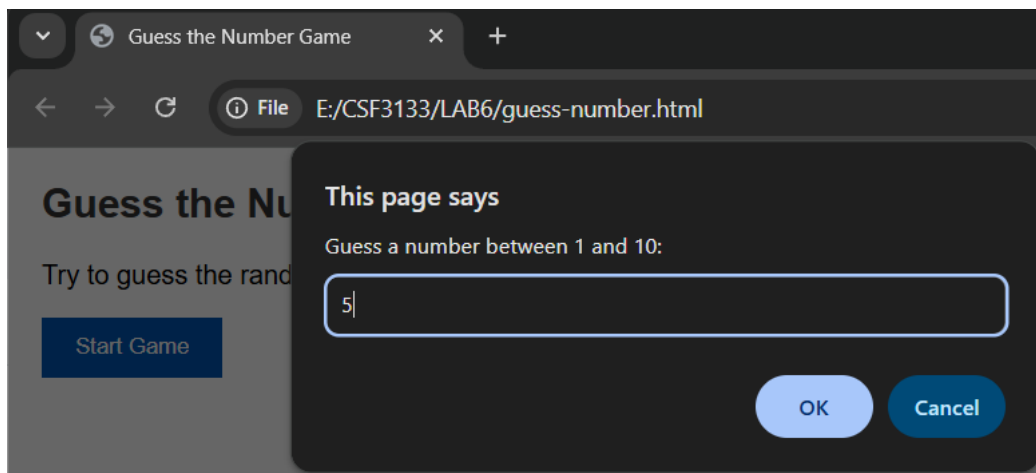 Guess the Number Game
File E:/CSF3133/LAB6/guess-number.html
Guess the Nu
This page says
Guess a number between 1 and 10:
Try to guess the rand
5
Start Game
OK Cancel